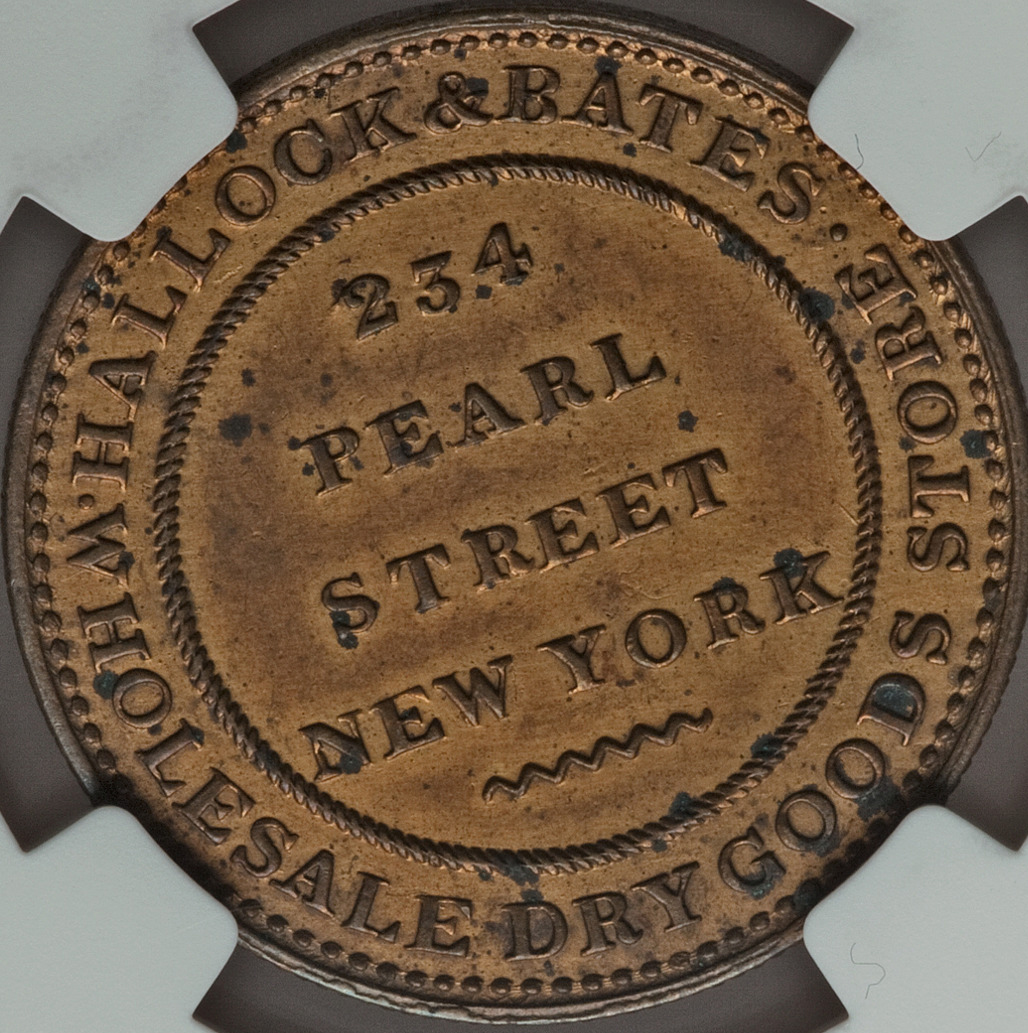 W·HALLOCK & BATES.
234
PEARL
STREET
NEW YORK
WHOLESALE DRY GOODS STORE